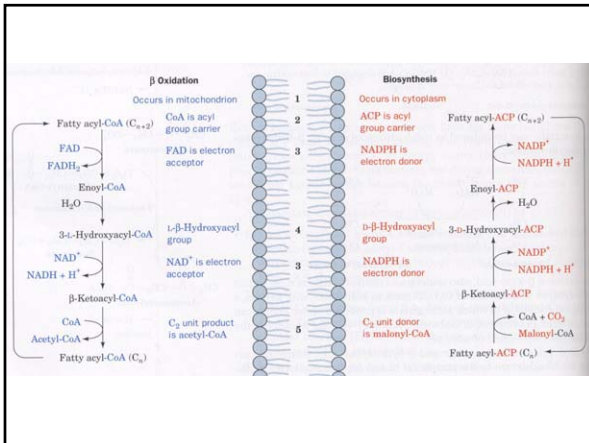 β Oxidation
Occurs in mitochondrion
Fatty acyl-CoA (Cn+2)
CoA is acyl
group carrier
FAD
FADH2
FAD is electron
acceptor
Enoyl-CoA
H2O
3-L-Hydroxyacyl-CoA
L-β-Hydroxyacyl
group
NAD+
NADH + H+
NAD+ is electron
acceptor
β-Ketoacyl-CoA
CoA
Acetyl-CoA
C2 unit product
is acetyl-CoA
Fatty acyl-CoA (Cn)
1
2
3
4
3
5
Biosynthesis
Occurs in cytoplasm
ACP is acyl
group carrier
Fatty acyl-ACP (Cn+2)
NADPH is
electron donor
NADP+
NADPH + H+
Enoyl-ACP
H2O
D-β-Hydroxyacyl
group
3-D-Hydroxyacyl-ACP
NADPH is
electron donor
NADP+
NADPH + H+
β-Ketoacyl-ACP
C2 unit donor
is malonyl-CoA
CoA + CO2
Malonyl-CoA
Fatty acyl-ACP (Cn)